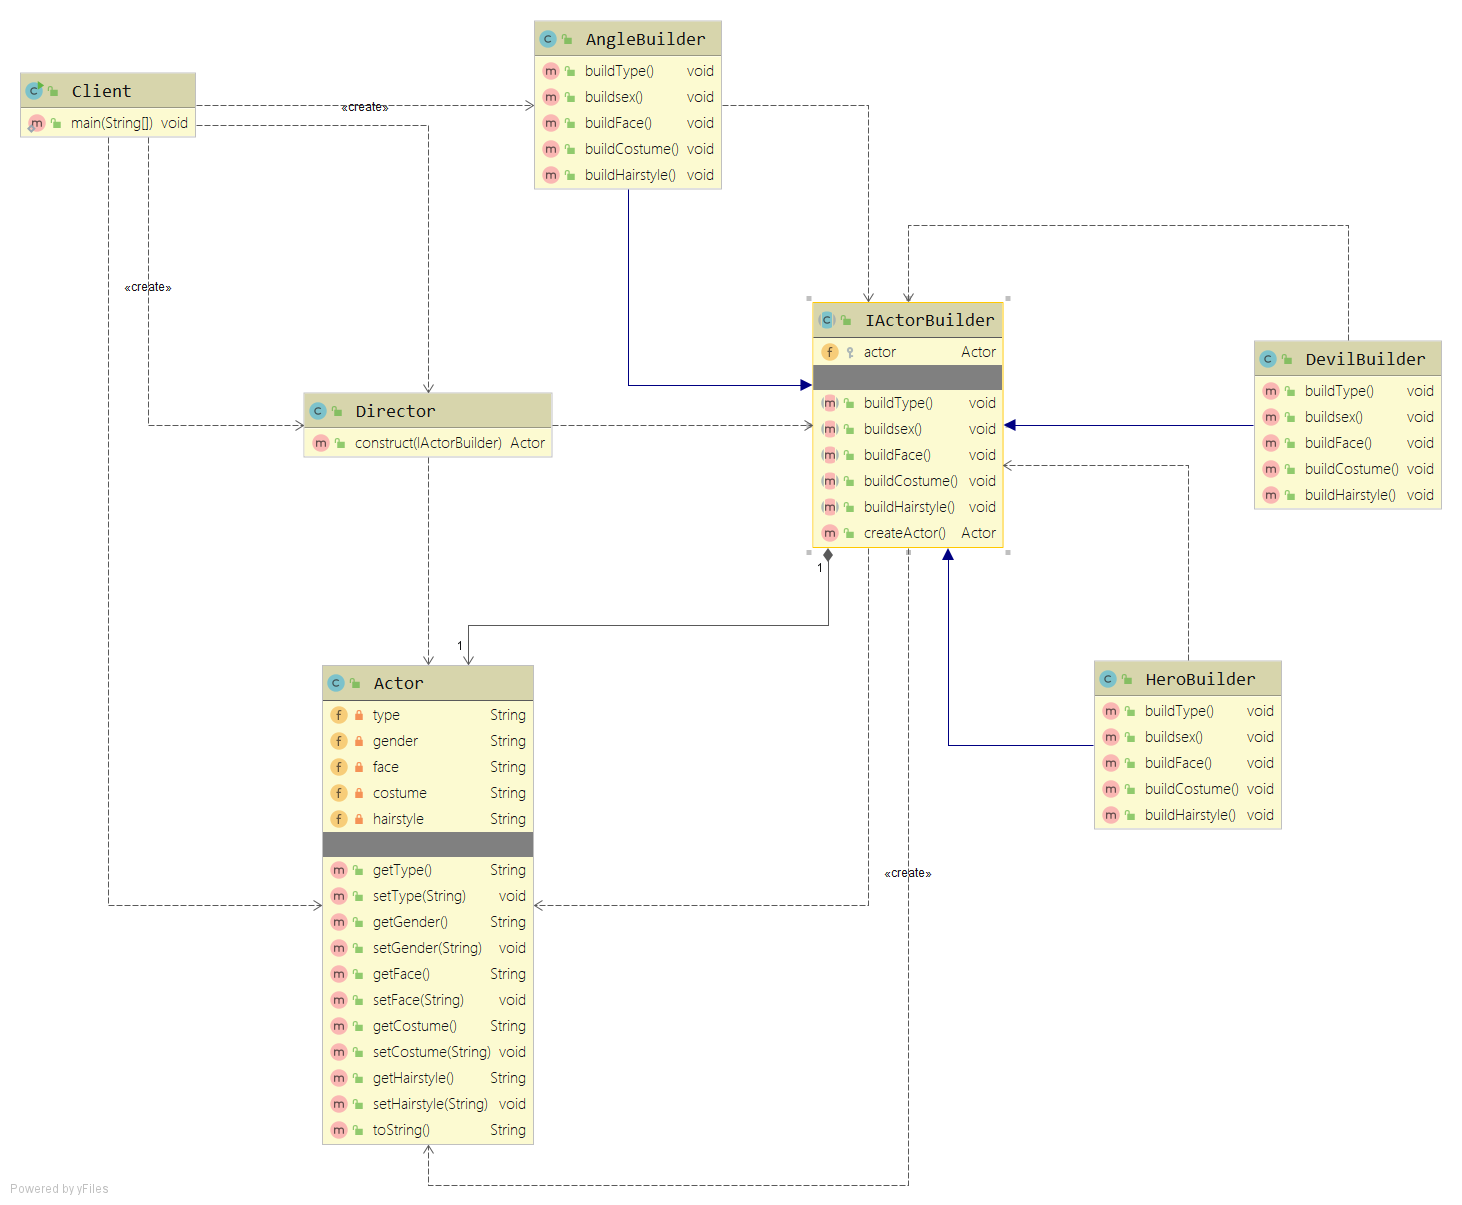 Client
main(String[]) void
«create»
«create»
AngleBuilder
buildType() void
buildsex() void
buildFace() void
buildCostume() void
buildHairstyle() void
Director
construct(IActorBuilder) Actor
IActorBuilder
actor Actor
buildType() void
buildsex() void
buildFace() void
buildCostume() void
buildHairstyle() void
createActor() Actor
DevilBuilder
buildType() void
buildsex() void
buildFace() void
buildCostume() void
buildHairstyle() void
1
1
HeroBuilder
buildType() void
buildsex() void
buildFace() void
buildCostume() void
buildHairstyle() void
Actor
type String
gender String
face String
costume String
hairstyle String
getType() String
setType(String) void
getGender() String
setGender(String) void
getFace() String
setFace(String) void
getCostume() String
setCostume(String) void
getHairstyle() String
setHairstyle(String) void
toString() String
«create»
Powered by yFiles